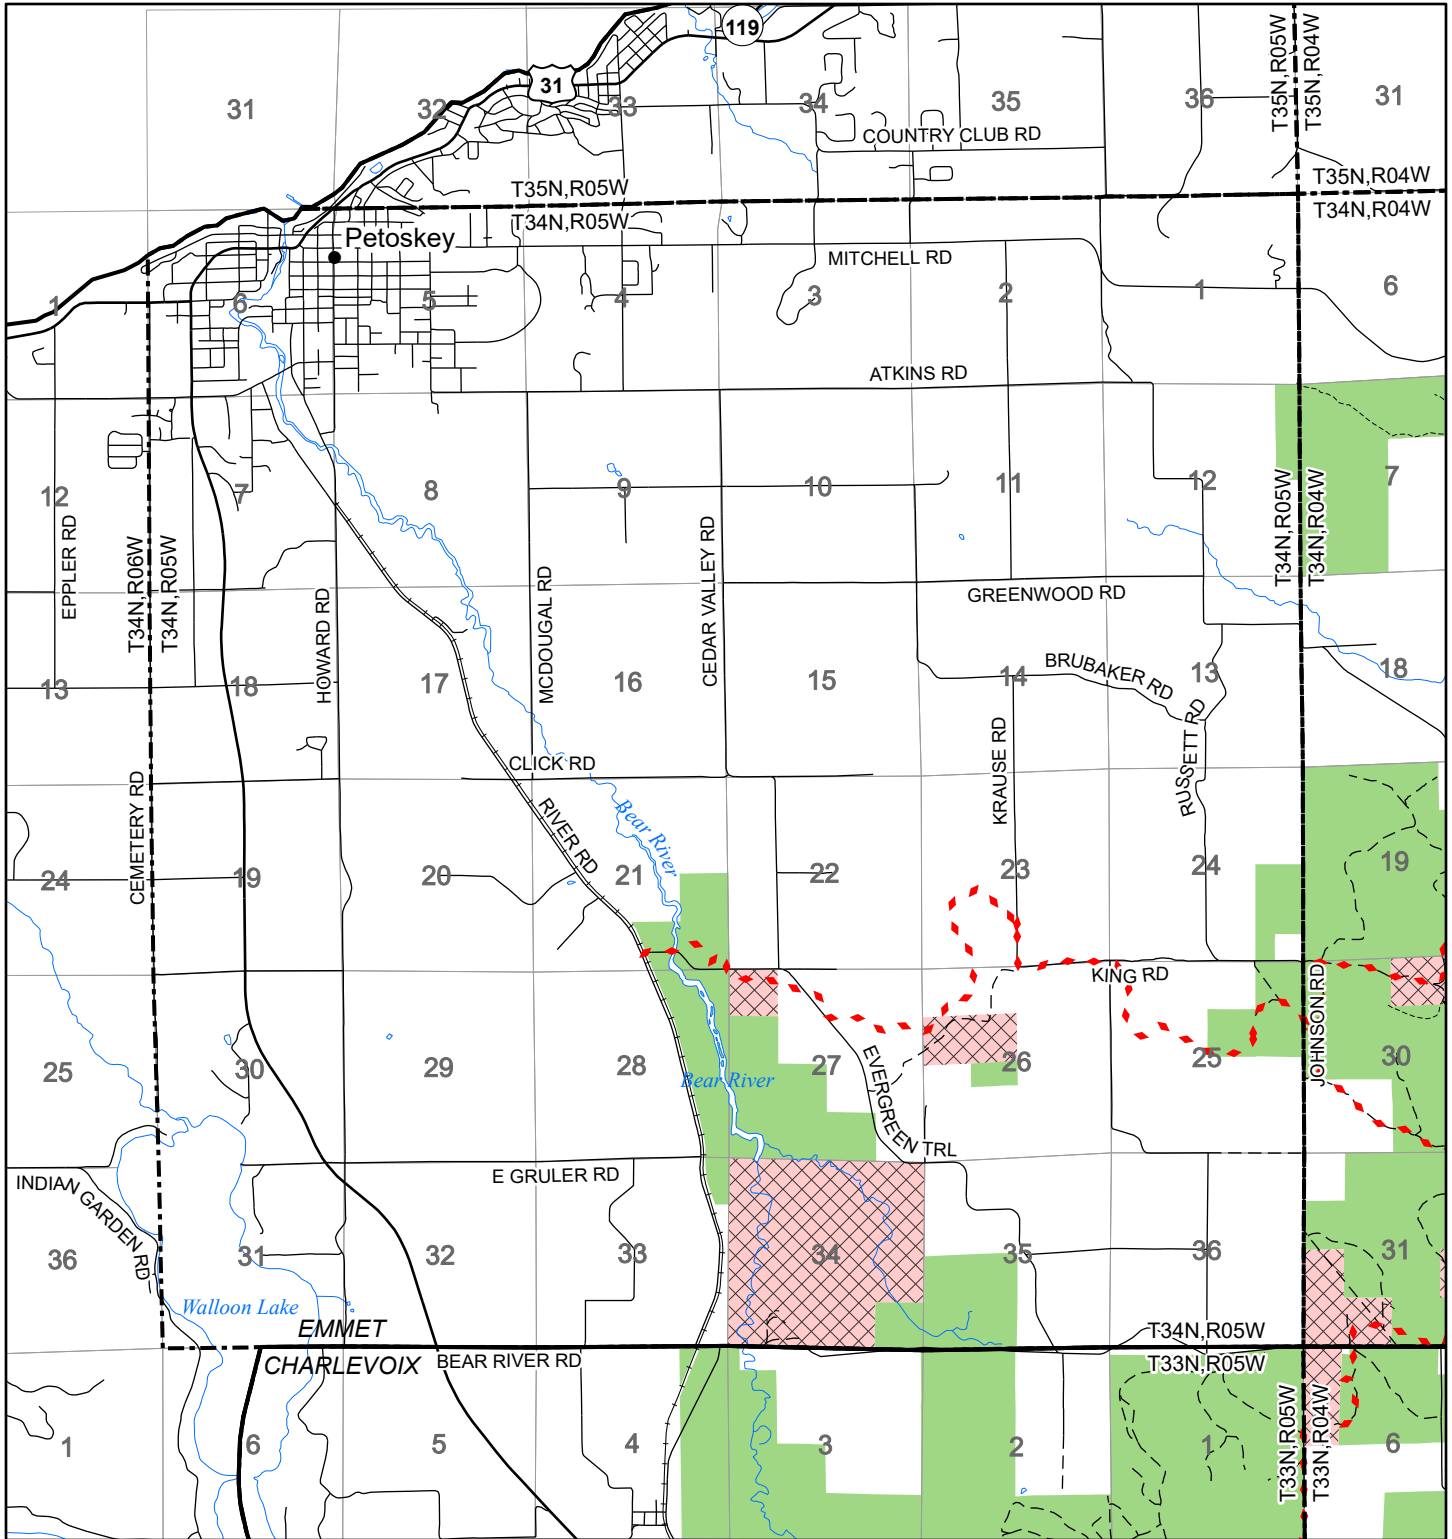 119
31
31
32
33
34
35
36
31
T35N,R05W
T35N,R04W
COUNTRY CLUB RD
T35N,R05W
T34N,R05W
T35N,R04W
T34N,R04W
Petoskey
MITCHELL RD
1
6
5
4
3
2
1
6
ATKINS RD
12
7
8
9
10
11
12
7
EPPLER RD
T34N,R06W
T34N,R05W
HOWARD RD
MCDOUGAL RD
CEDAR VALLEY RD
GREENWOOD RD
T34N,R05W
T34N,R04W
13
18
17
16
15
14
13
18
BRUBAKER RD
RUSSETT RD
KRAUSE RD
CLICK RD
CEMETERY RD
RIVER RD
Bear River
24
19
20
21
22
23
24
19
KING RD
JOHNSON RD
25
30
29
28
27
26
25
30
Bear River
EVERGREEN TRL
E GRULER RD
INDIAN GARDEN RD
36
31
32
33
34
35
36
31
Walloon Lake
EMMET
CHARLEVOIX
BEAR RIVER RD
T34N,R05W
T33N,R05W
T33N,R05W
T33N,R04W
1
6
5
4
3
2
1
6